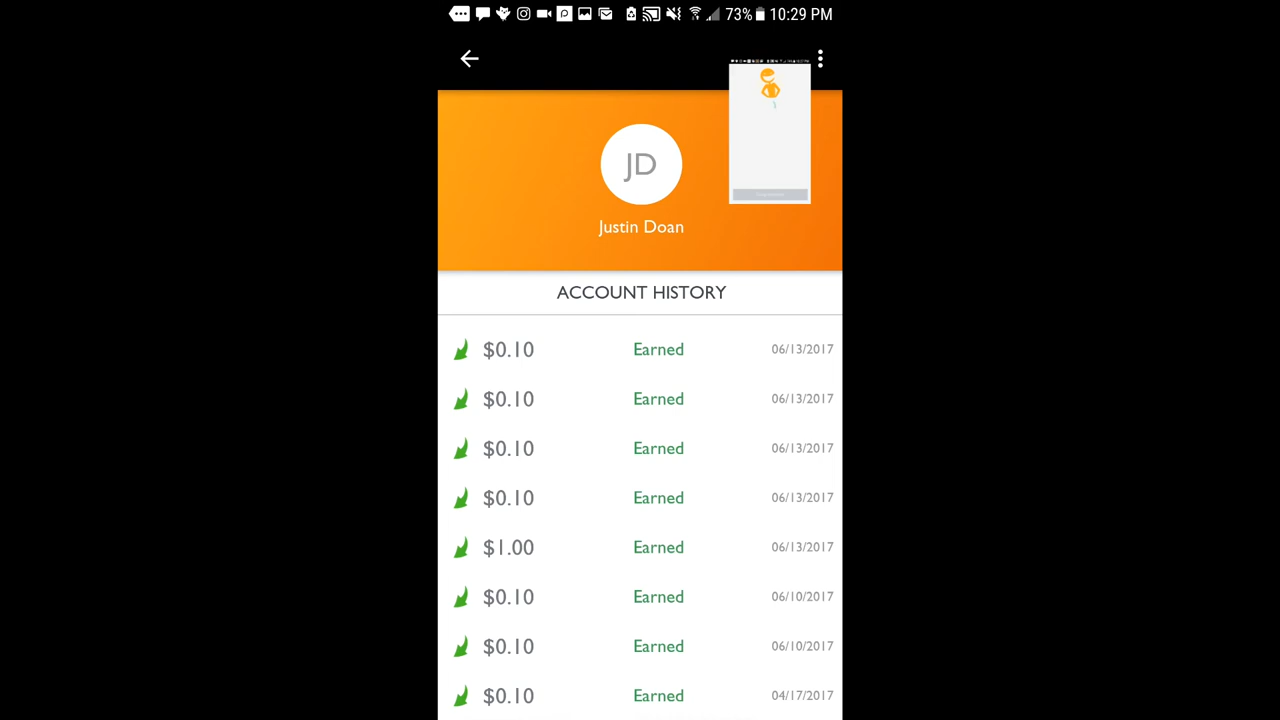 73% 10:29 PM
JD
Justin Doan
ACCOUNT HISTORY
$0.10 Earned 06/13/2017
$0.10 Earned 06/13/2017
$0.10 Earned 06/13/2017
$0.10 Earned 06/13/2017
$1.00 Earned 06/13/2017
$0.10 Earned 06/10/2017
$0.10 Earned 06/10/2017
$0.10 Earned 04/17/2017